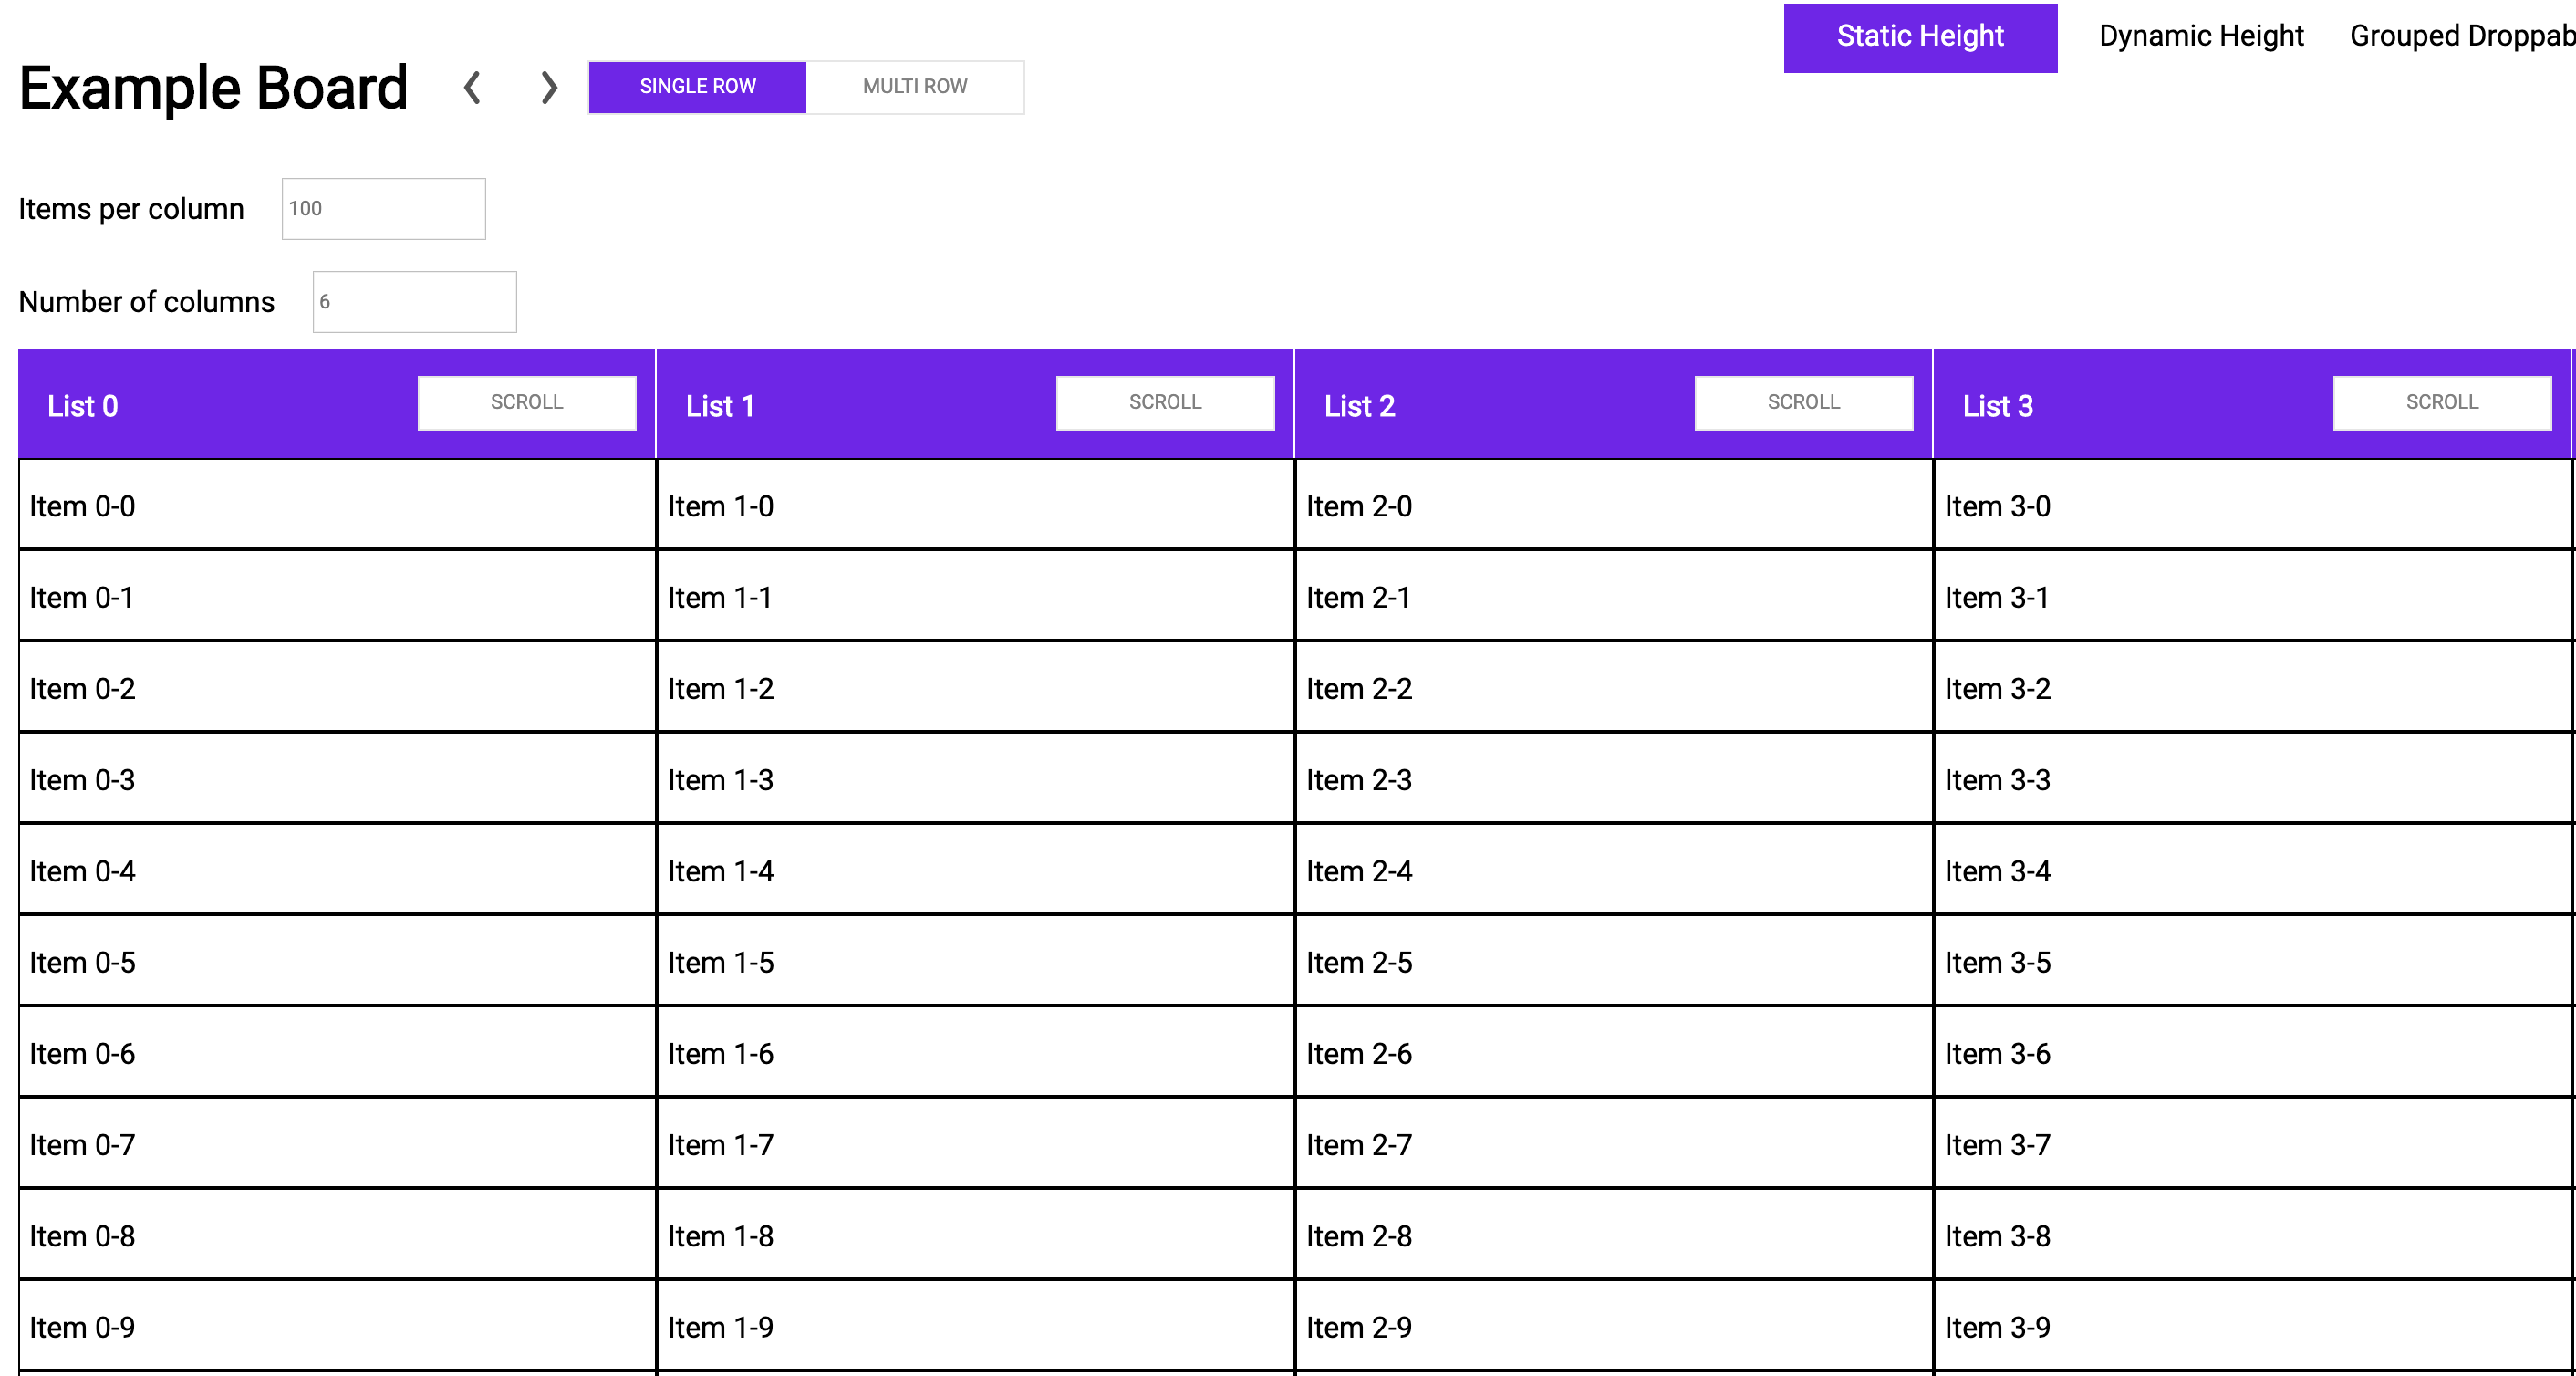 Static Height Dynamic Height Grouped Droppab
Example Board SINGLE ROW MULTI ROW
Items per column 100
Number of columns 6
List 0 SCROLL List 1 SCROLL List 2 SCROLL List 3 SCROLL
Item 0-0 Item 1-0 Item 2-0 Item 3-0
Item 0-1 Item 1-1 Item 2-1 Item 3-1
Item 0-2 Item 1-2 Item 2-2 Item 3-2
Item 0-3 Item 1-3 Item 2-3 Item 3-3
Item 0-4 Item 1-4 Item 2-4 Item 3-4
Item 0-5 Item 1-5 Item 2-5 Item 3-5
Item 0-6 Item 1-6 Item 2-6 Item 3-6
Item 0-7 Item 1-7 Item 2-7 Item 3-7
Item 0-8 Item 1-8 Item 2-8 Item 3-8
Item 0-9 Item 1-9 Item 2-9 Item 3-9